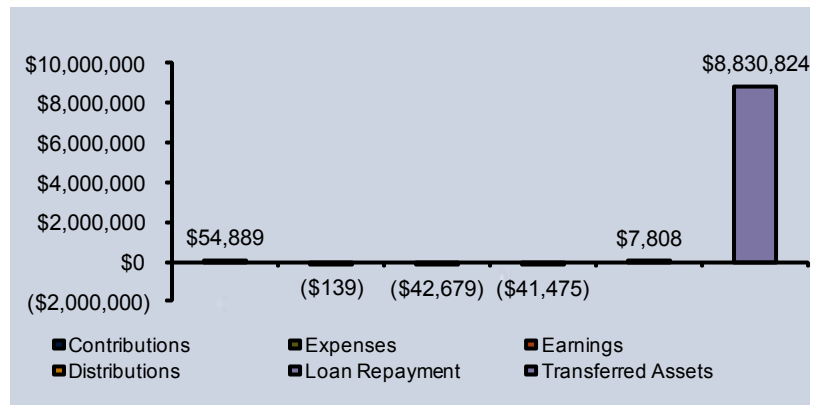 $10,000,000
$8,000,000
$6,000,000
$4,000,000
$2,000,000
$0
($2,000,000)
$54,889
($139)
($42,679)
($41,475)
$7,808
$8,830,824
Contributions
Expenses
Earnings
Distributions
Loan Repayment
Transferred Assets